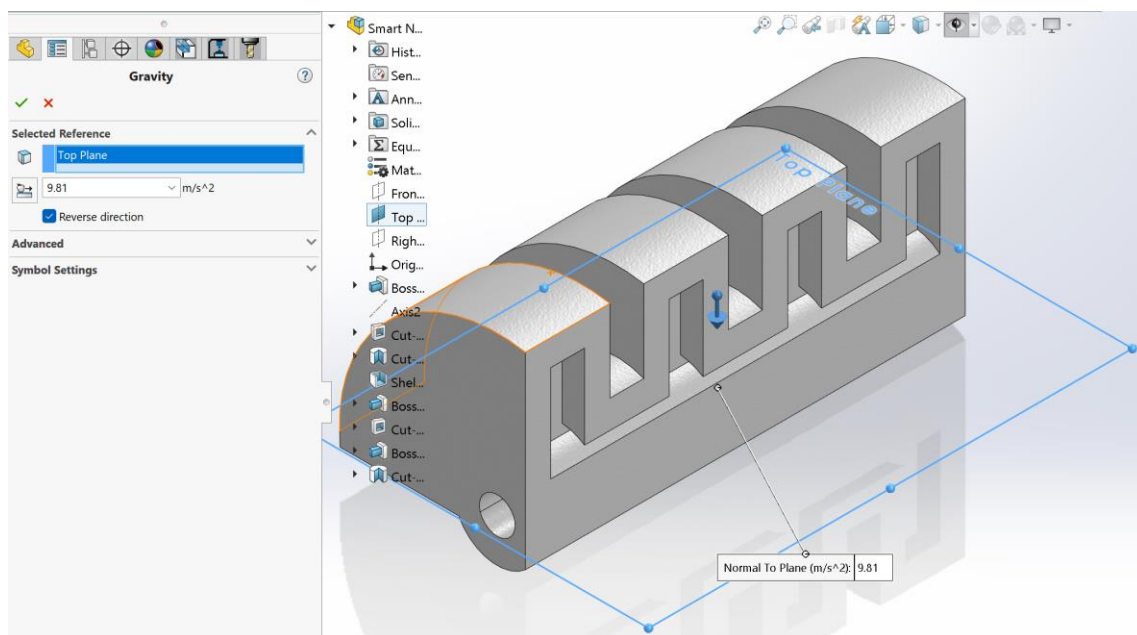 Gravity
Selected Reference
Top Plane
9.81
m/s^2
Reverse direction
Advanced
Symbol Settings
Smart N...
Hist...
Sen...
Ann...
Soli...
Equ...
Mat...
Fron...
Top ...
Righ...
Orig...
Boss...
Axis2
Cut-...
Cut-...
Shel...
Boss...
Cut-...
Boss...
Cut-...
Top Plane
Normal To Plane (m/s^2): 9.81